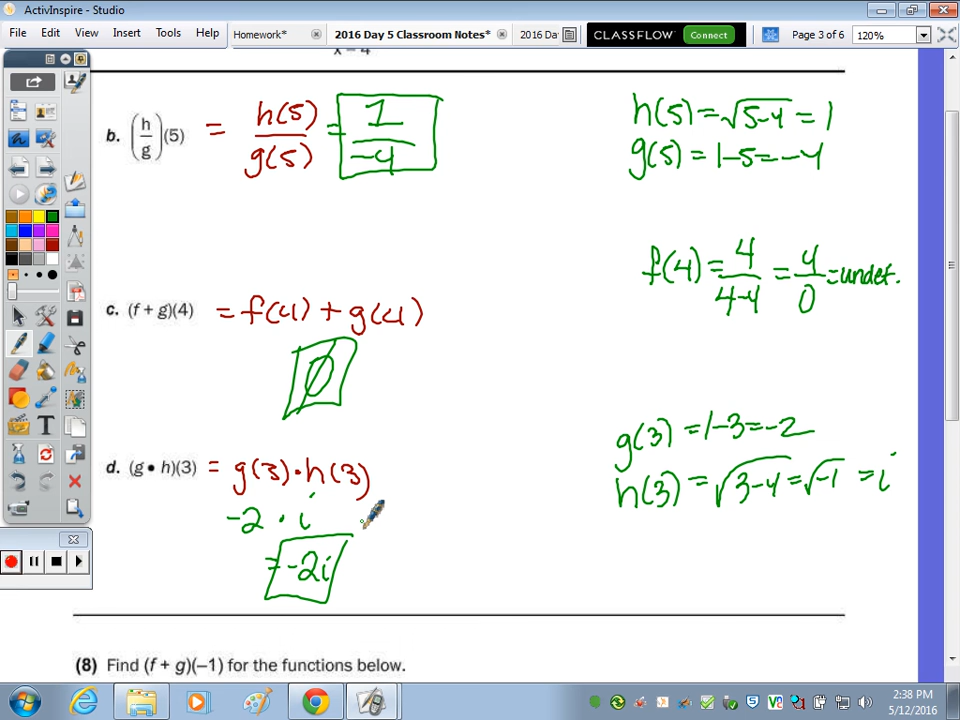 ActivInspire - Studio
File Edit View Insert Tools Help Homework* 2016 Day 5 Classroom Notes* 2016 Da CLASSFLOW Connect Page 3 of 6 120%
b. (h/g)(5) = h(5)/g(5) = 1/-4
h(5) = √5-4 = 1
g(5) = 1-5 = -4
f(4) = 4/4-4 = 4/0 = undef.
c. (f + g)(4) = f(4) + g(4)
∅
g(3) = 1-3 = -2
d. (g • h)(3) = g(3) • h(3)
h(3) = √3-4 = √-1 = i
-2 • i
= -2i
(8) Find (f + g)(−1) for the functions below.
2:38 PM
5/12/2016